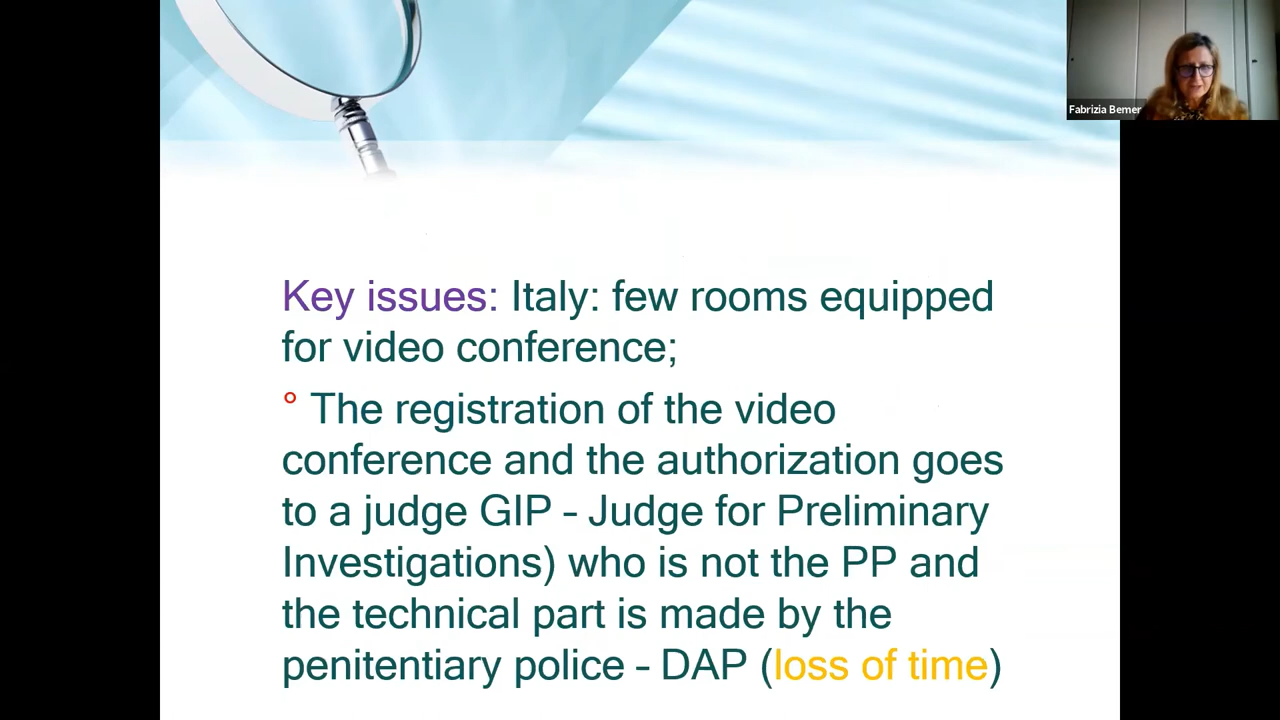 Fabrizia Bemer
Key issues: Italy: few rooms equipped
for video conference;
° The registration of the video
conference and the authorization goes
to a judge GIP – Judge for Preliminary
Investigations) who is not the PP and
the technical part is made by the
penitentiary police – DAP (loss of time)